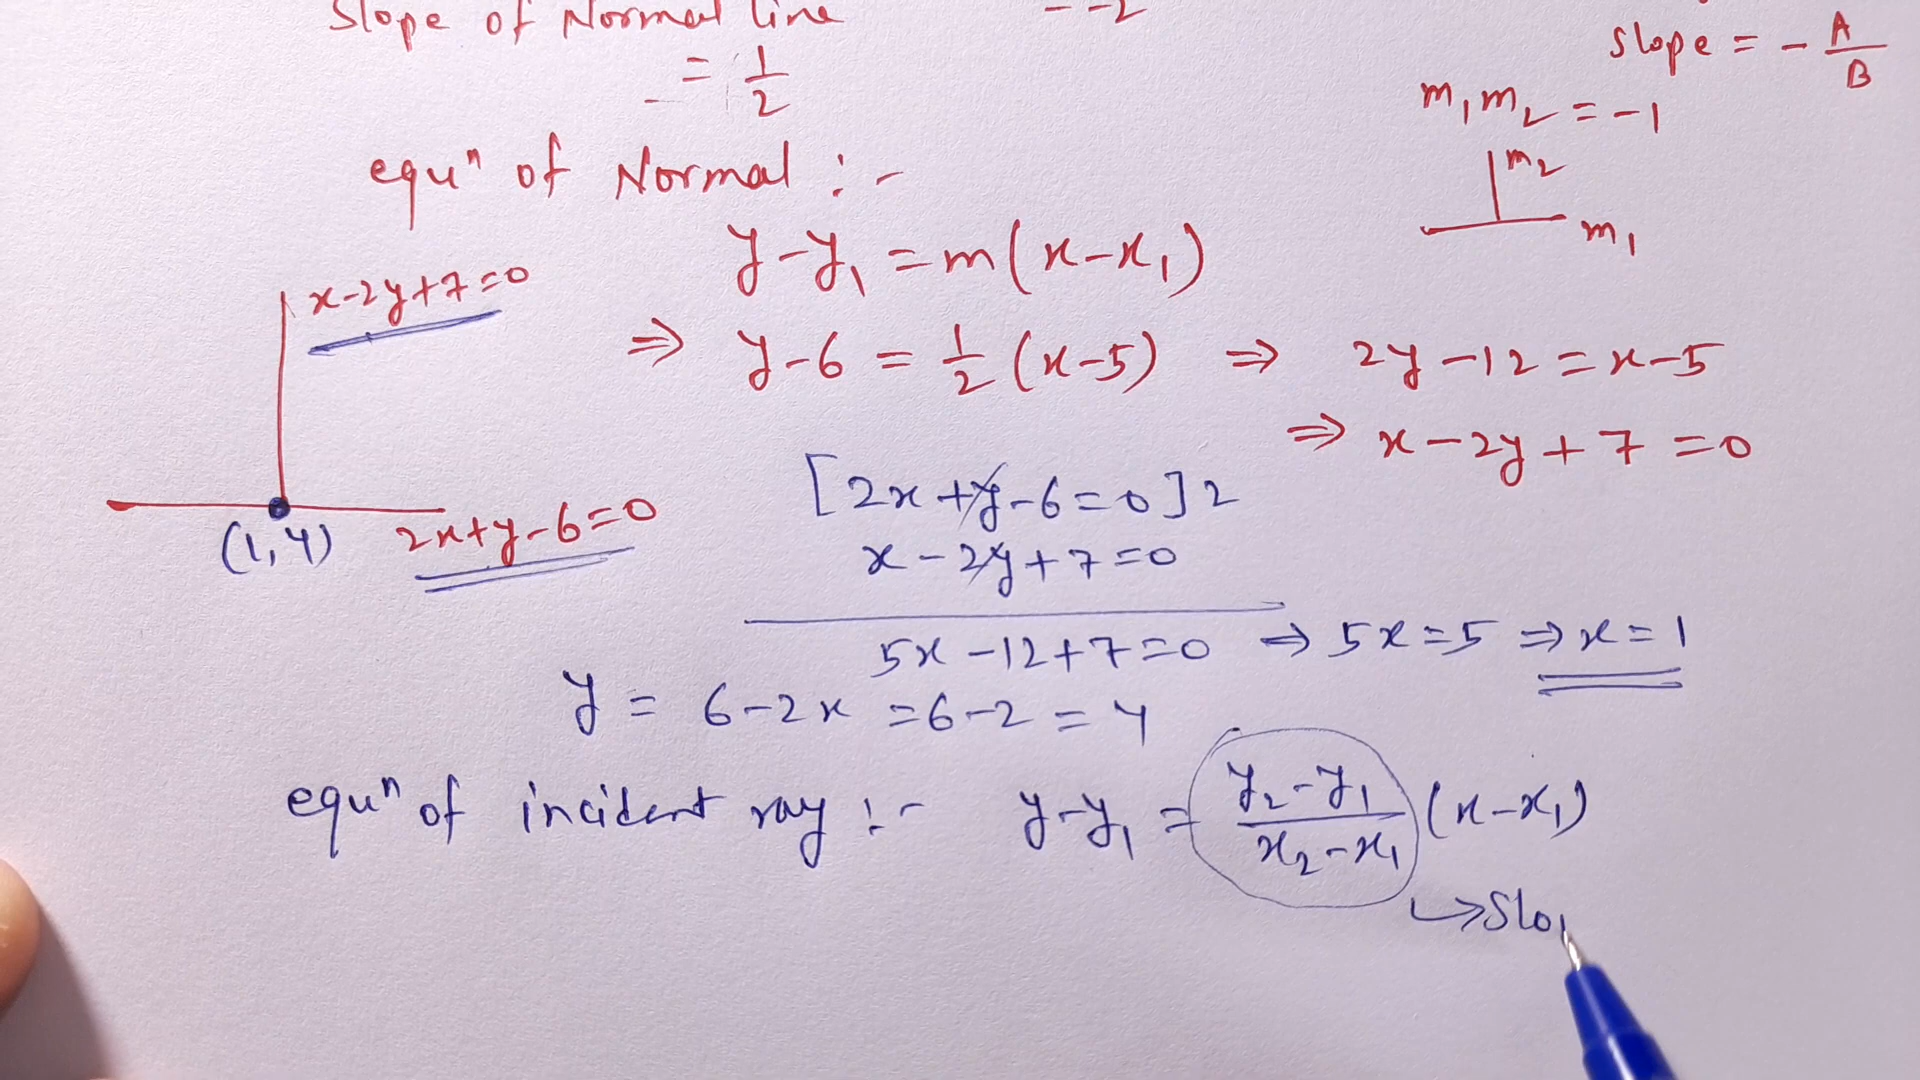 Slope of Normal line
= 1/2
= -2
Slope = - A/B
m₁m₂ = -1
m₂
m₁
equⁿ of Normal :-
y-y₁ = m(x-x₁)
x-2y+7=0
⇒ y-6 = 1/2 (x-5) ⇒ 2y-12 = x-5
⇒ x-2y+7 = 0
(1,4)
2x+y-6=0
[2x+y-6=0]2
x-2y+7=0
5x-12+7=0 ⇒ 5x=5 ⇒ x=1
y = 6-2x = 6-2 = 4
equⁿ of incident ray :- y-y₁ = (y₂-y₁)/(x₂-x₁) (x-x₁)
↳ Slo